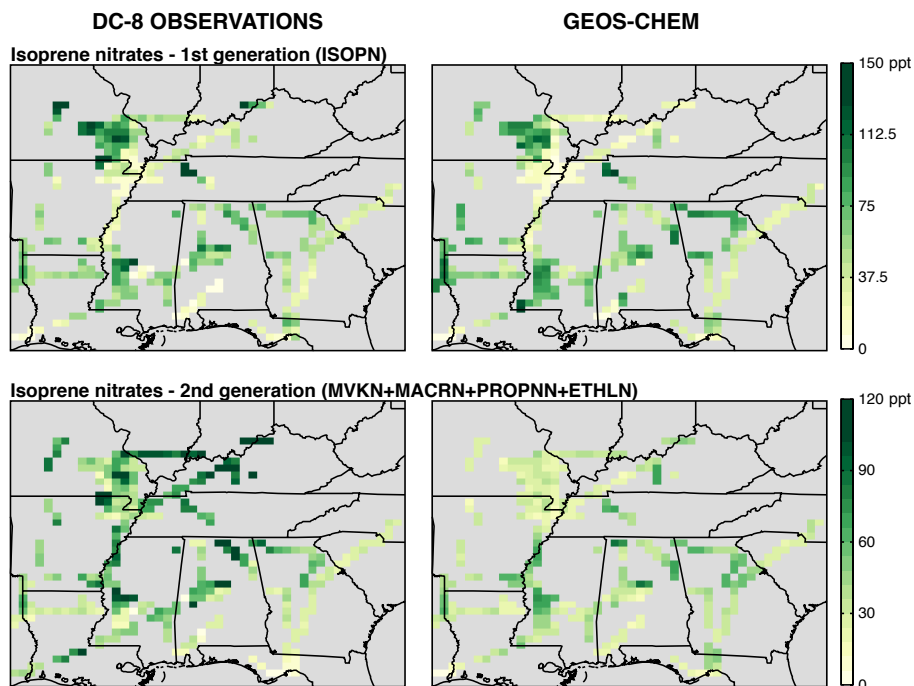 DC-8 OBSERVATIONS
GEOS-CHEM
Isoprene nitrates - 1st generation (ISOPN)
150 ppt
112.5
75
37.5
0
Isoprene nitrates - 2nd generation (MVKN+MACRN+PROPNN+ETHLN)
120 ppt
90
60
30
0